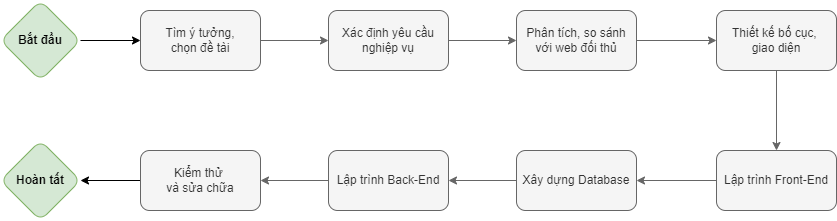 Bắt đầu
Tìm ý tưởng,
chọn đề tài
Xác định yêu cầu
nghiệp vụ
Phân tích, so sánh
với web đối thủ
Thiết kế bố cục,
giao diện
Lập trình Front-End
Xây dựng Database
Lập trình Back-End
Kiểm thử
và sửa chữa
Hoàn tất